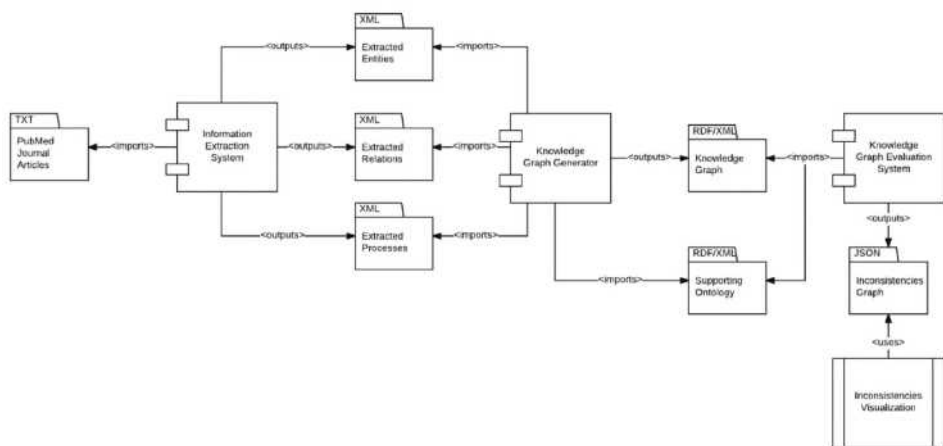 XML
Extracted
Entities
<outputs>
<imports>
TXT
PubMed
Journal
Articles
<imports>
Information
Extraction
System
<outputs>
XML
Extracted
Relations
<imports>
Knowledge
Graph Generator
<outputs>
RDF/XML
Knowledge
Graph
<imports>
Knowledge
Graph Evaluation
System
<outputs>
XML
Extracted
Processes
<imports>
<imports>
RDF/XML
Supporting
Ontology
<outputs>
JSON
Inconsistencies
Graph
<uses>
Inconsistencies
Visualization